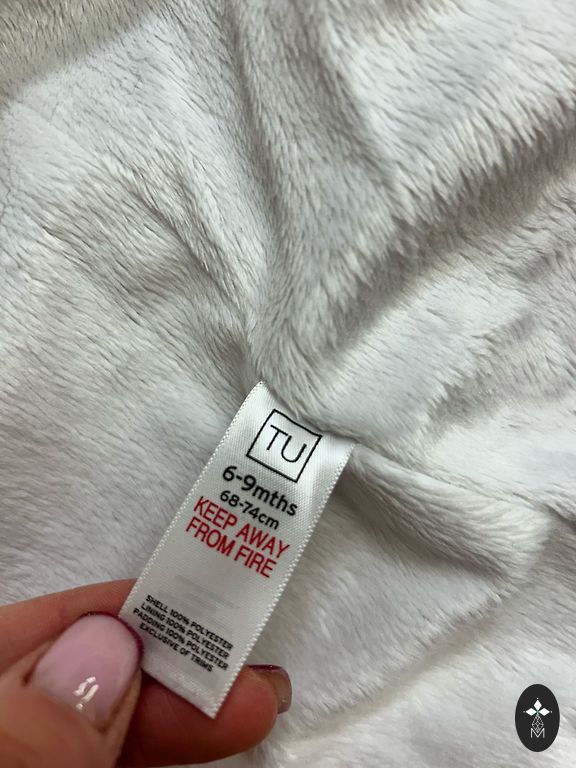 TU
6-9mths
68-74cm
KEEP AWAY
FROM FIRE
SHELL 100% POLYESTER
LINING 100% POLYESTER
PADDING 100% POLYESTER
EXCLUSIVE OF TRIMS
M